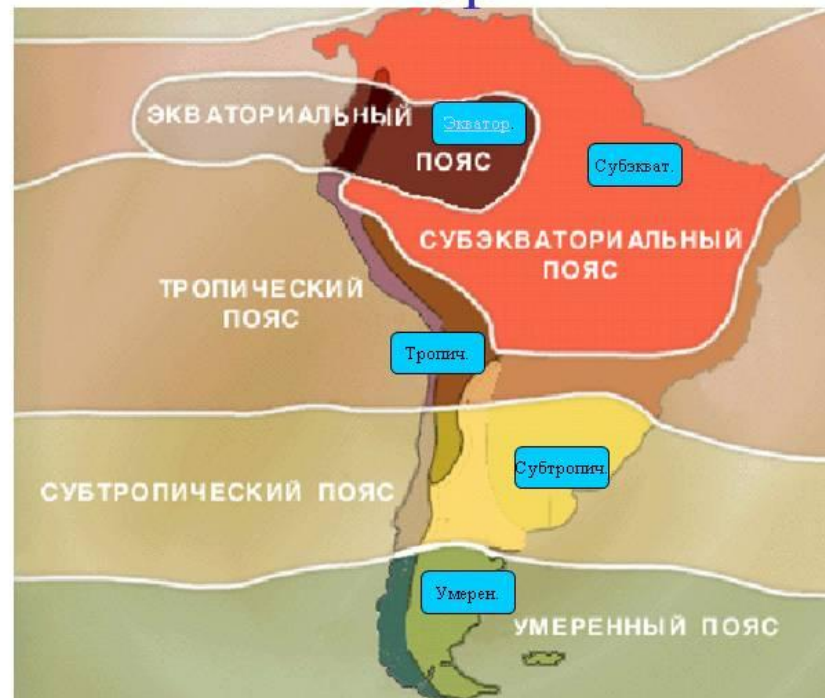 ЭКВАТОРИАЛЬНЫЙ
ПОЯС
Экватор.
Субэкват.
СУБЭКВАТОРИАЛЬНЫЙ
ПОЯС
ТРОПИЧЕСКИЙ
ПОЯС
Тропич.
СУБТРОПИЧЕСКИЙ ПОЯС
Субтропич.
Умерен.
УМЕРЕННЫЙ ПОЯС